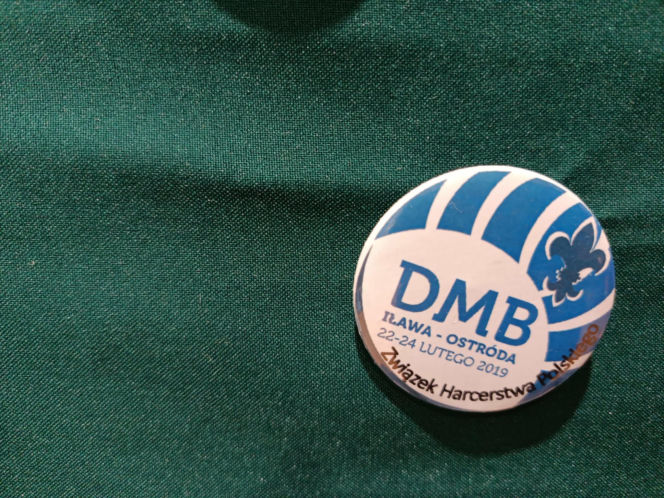 DMB
IŁAWA - OSTRÓDA
22-24 LUTEGO 2019
Związek Harcerstwa Polskiego